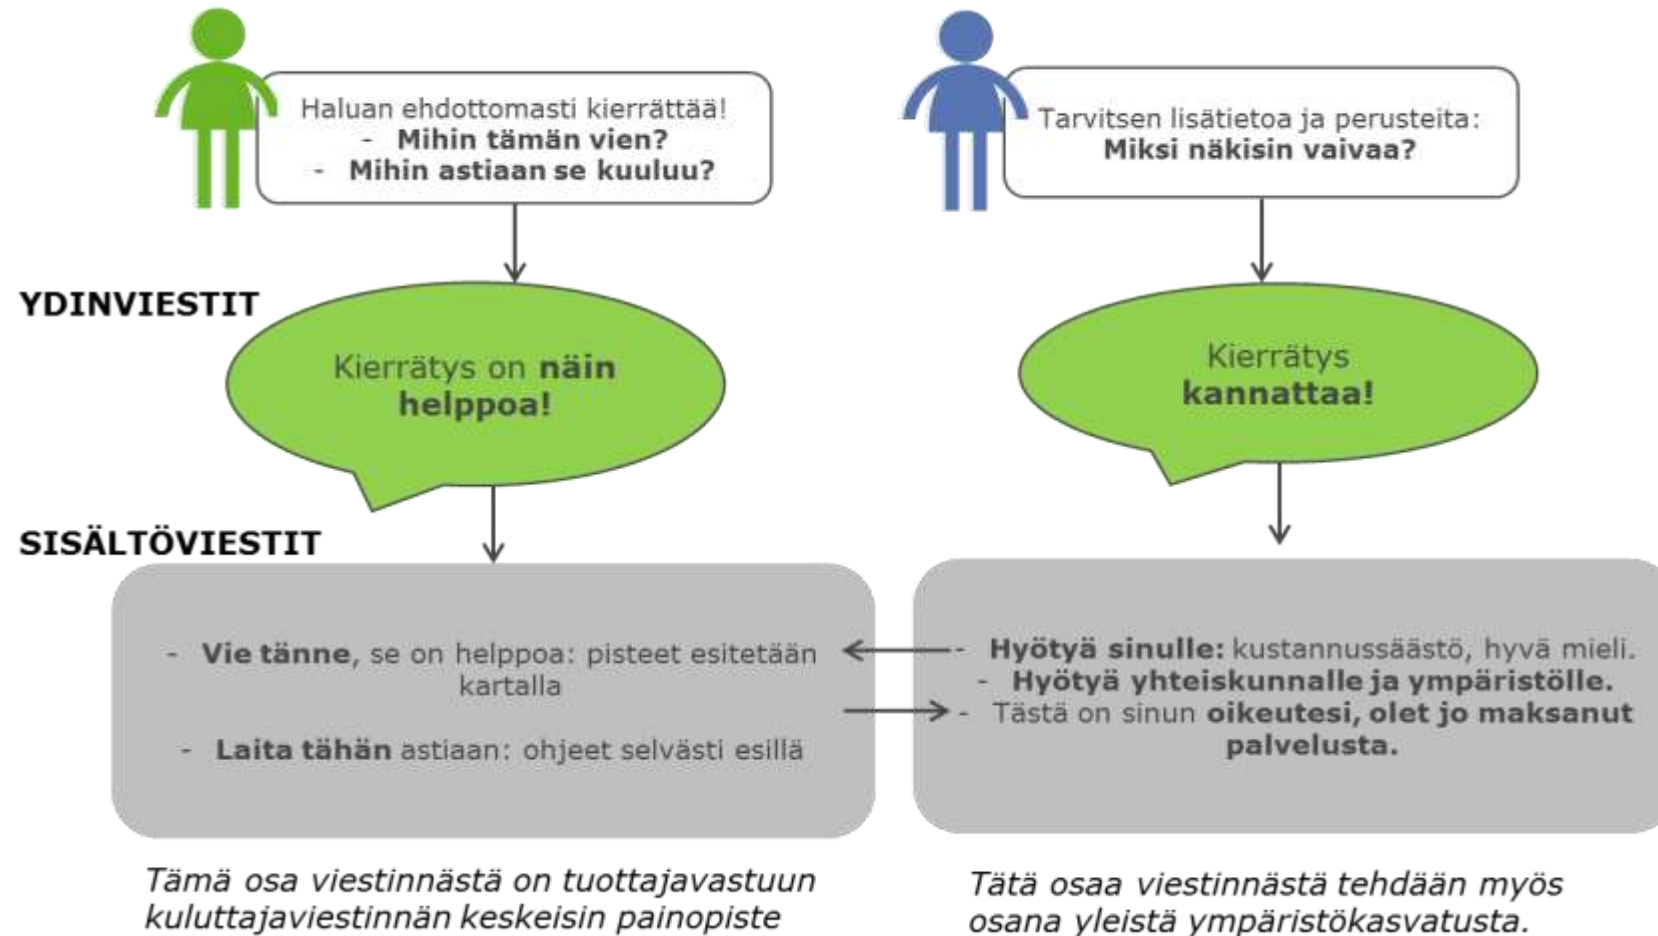 Haluan ehdottomasti kierrättää!
- Mihin tämän vien?
- Mihin astiaan se kuuluu?
Tarvitsen lisätietoa ja perusteita:
Miksi näkisin vaivaa?
YDINVIESTIT
Kierrätys on näin
helppoa!
Kierrätys
kannattaa!
SISÄLTÖVIESTIT
- Vie tänne, se on helppoa: pisteet esitetään
kartalla
- Laita tähän astiaan: ohjeet selvästi esillä
- Hyötyä sinulle: kustannussäästö, hyvä mieli.
- Hyötyä yhteiskunnalle ja ympäristölle.
- Tästä on sinun oikeutesi, olet jo maksanut
palvelusta.
Tämä osa viestinnästä on tuottajavastuun
kuluttajaviestinnän keskeisin painopiste
Tätä osaa viestinnästä tehdään myös
osana yleistä ympäristökasvatusta.